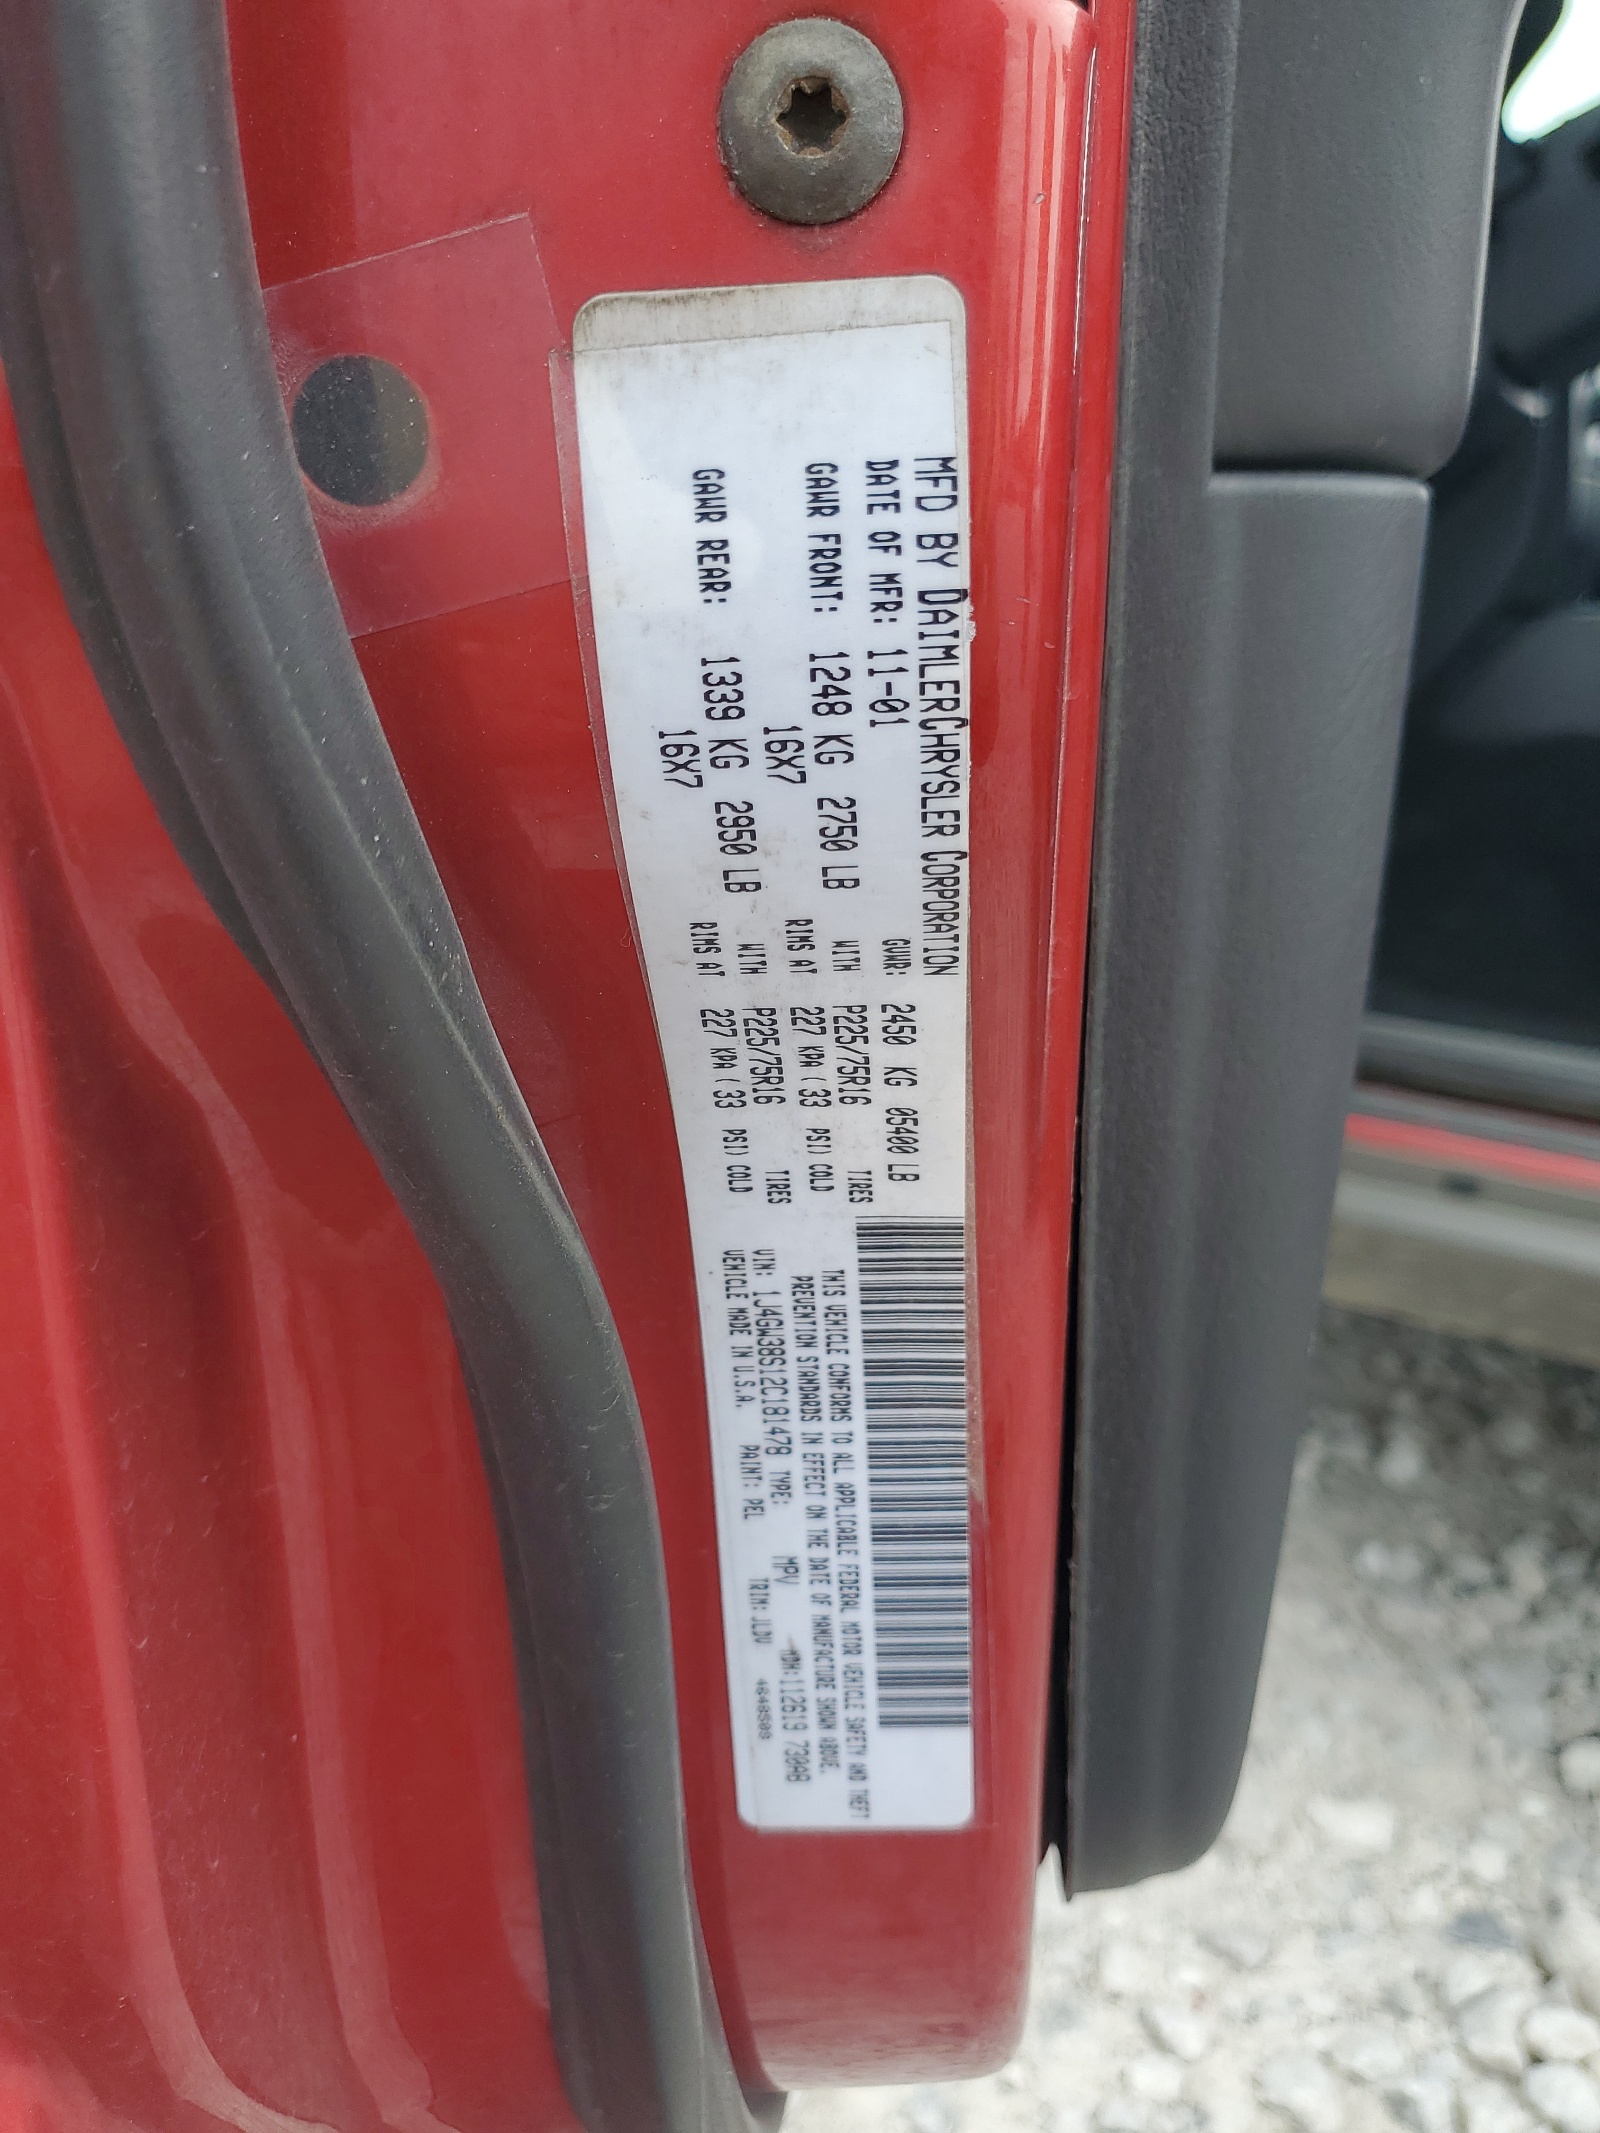 MFD BY DAIMLERCHRYSLER CORPORATION
DATE OF MFR: 11-01 GVWR: 2450 KG 05400 LB
GAWR FRONT: 1248 KG 2750 LB WITH P225/75R16 TIRES
16X7 RIMS AT 227 KPA ( 33 PSI) COLD
GAWR REAR: 1339 KG 2950 LB WITH P225/75R16 TIRES
16X7 RIMS AT 227 KPA ( 33 PSI) COLD
THIS VEHICLE CONFORMS TO ALL APPLICABLE FEDERAL MOTOR VEHICLE SAFETY AND THEFT
PREVENTION STANDARDS IN EFFECT ON THE DATE OF MANUFACTURE SHOWN ABOVE.
VIN: 1J4GW38S12C181478 TYPE: MPV MDH: 112619 730AB
VEHICLE MADE IN U.S.A. PAINT: PEL TRIM: JLDV